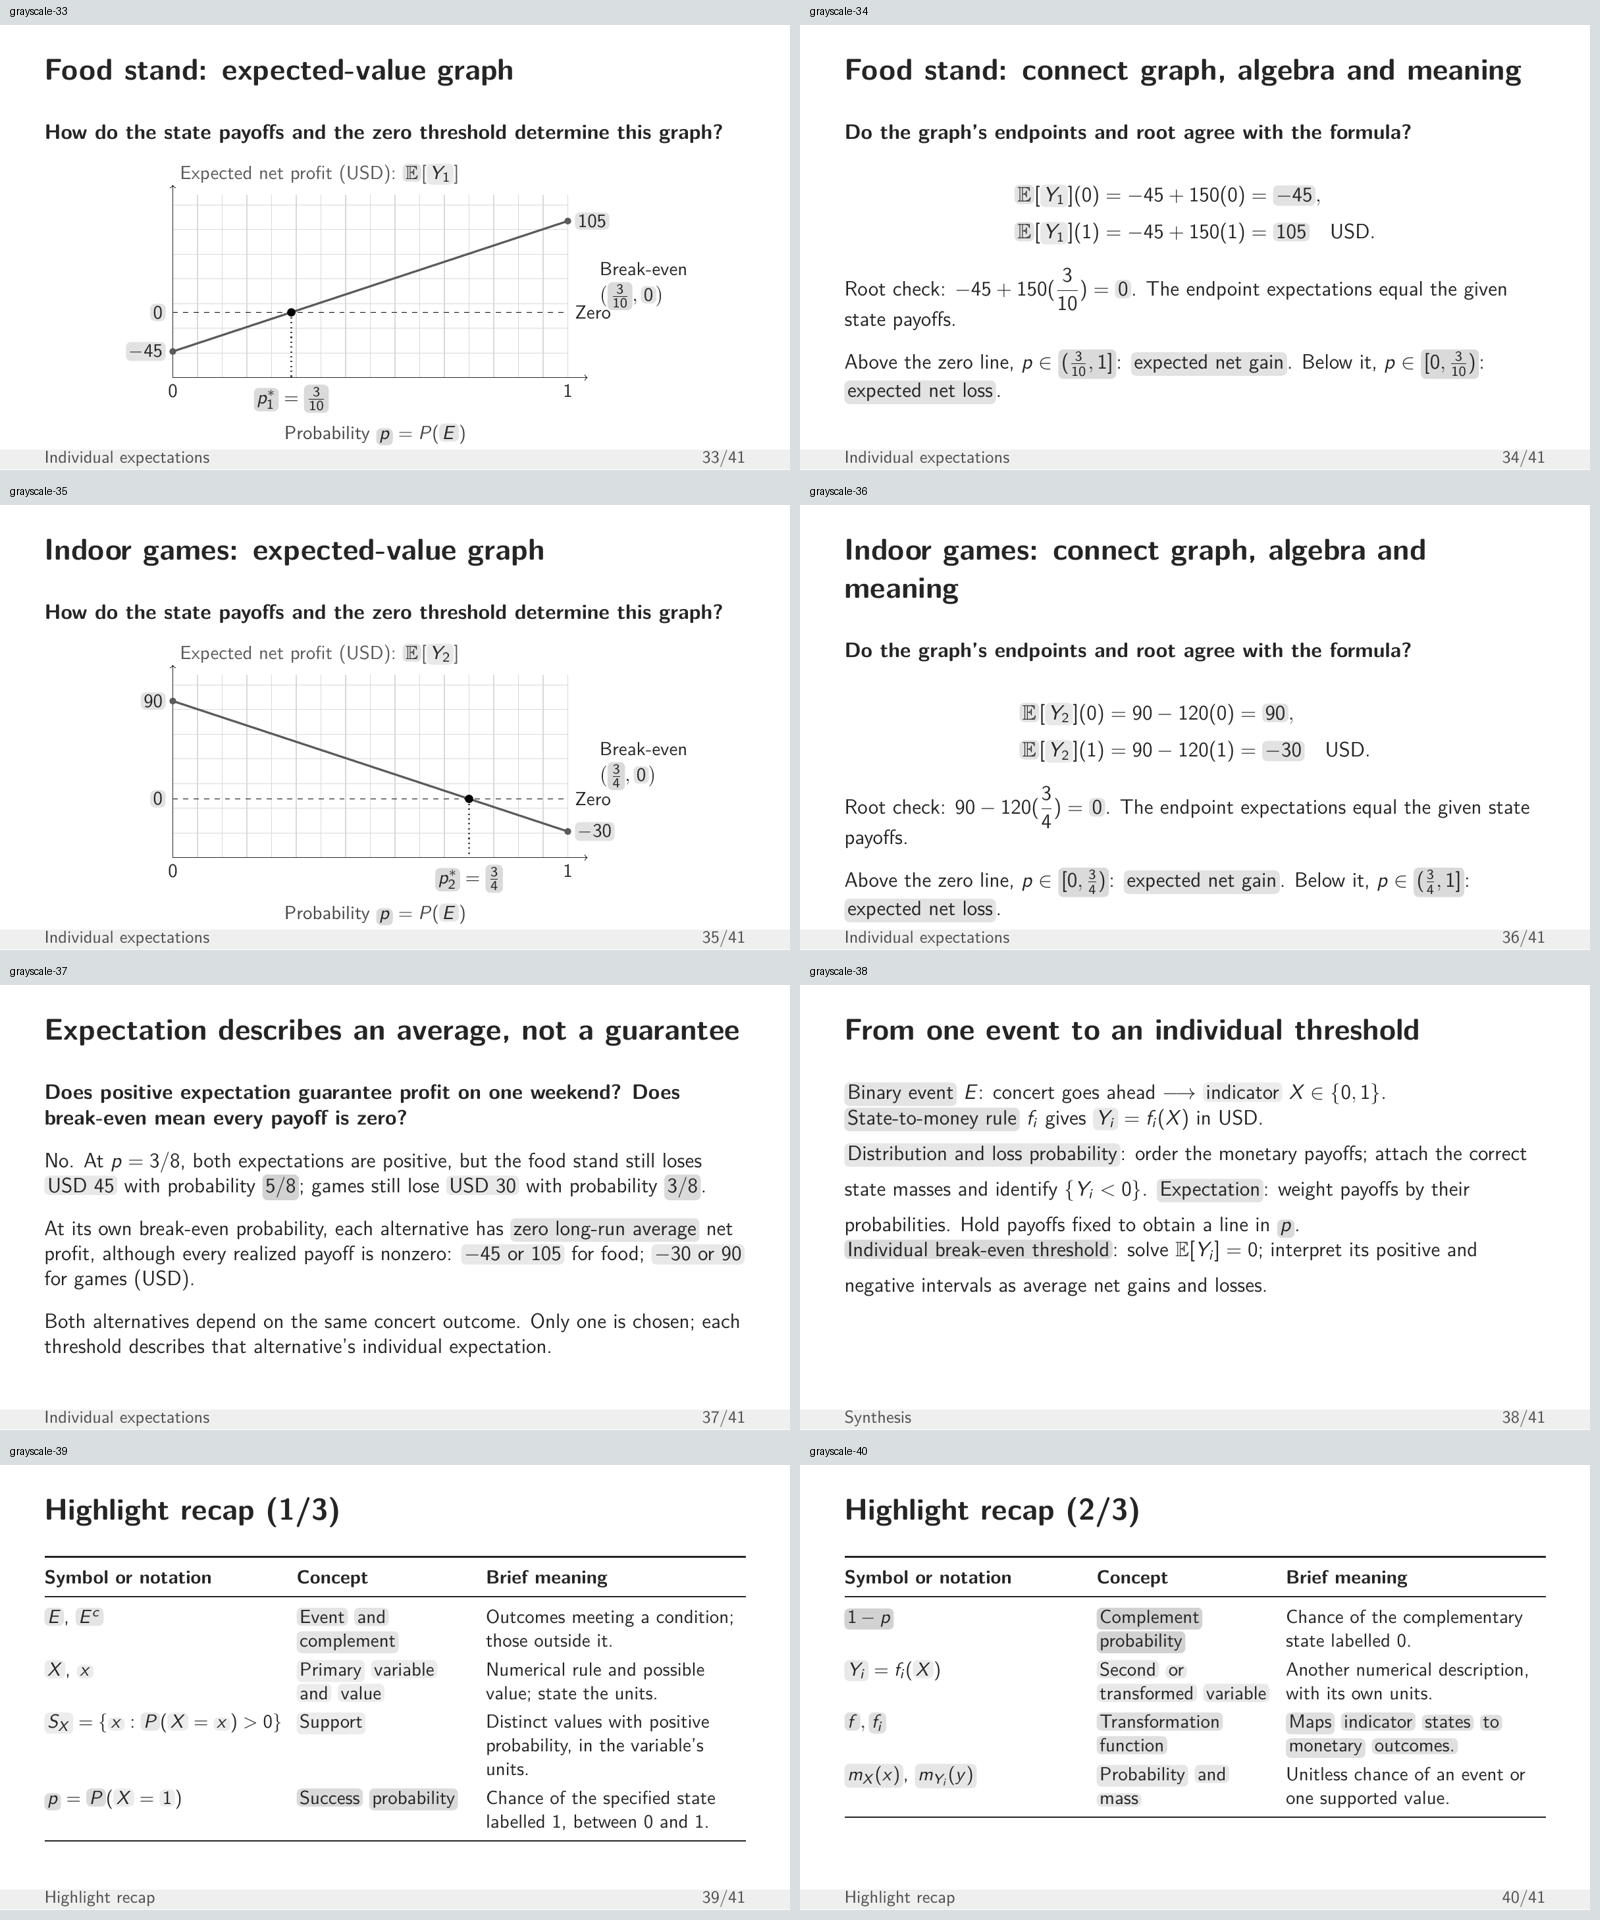 grayscale-33
Food stand: expected-value graph
How do the state payoffs and the zero threshold determine this graph?
Expected net profit (USD): 𝔼[Y₁]
105
Break-even
(3/10, 0)
0
Zero
−45
0
1
p₁* = 3/10
Probability p = P(E)
Individual expectations
33/41
grayscale-34
Food stand: connect graph, algebra and meaning
Do the graph's endpoints and root agree with the formula?
𝔼[Y₁](0) = −45 + 150(0) = −45,
𝔼[Y₁](1) = −45 + 150(1) = 105 USD.
Root check: −45 + 150(3/10) = 0. The endpoint expectations equal the given
state payoffs.
Above the zero line, p ∈ (3/10, 1]: expected net gain. Below it, p ∈ [0, 3/10):
expected net loss.
Individual expectations
34/41
grayscale-35
Indoor games: expected-value graph
How do the state payoffs and the zero threshold determine this graph?
Expected net profit (USD): 𝔼[Y₂]
90
Break-even
(3/4, 0)
0
Zero
−30
0
1
p₂* = 3/4
Probability p = P(E)
Individual expectations
35/41
grayscale-36
Indoor games: connect graph, algebra and
meaning
Do the graph's endpoints and root agree with the formula?
𝔼[Y₂](0) = 90 − 120(0) = 90,
𝔼[Y₂](1) = 90 − 120(1) = −30 USD.
Root check: 90 − 120(3/4) = 0. The endpoint expectations equal the given state
payoffs.
Above the zero line, p ∈ [0, 3/4): expected net gain. Below it, p ∈ (3/4, 1]:
expected net loss.
Individual expectations
36/41
grayscale-37
Expectation describes an average, not a guarantee
Does positive expectation guarantee profit on one weekend? Does
break-even mean every payoff is zero?
No. At p = 3/8, both expectations are positive, but the food stand still loses
USD 45 with probability 5/8; games still lose USD 30 with probability 3/8.
At its own break-even probability, each alternative has zero long-run average net
profit, although every realized payoff is nonzero: −45 or 105 for food; −30 or 90
for games (USD).
Both alternatives depend on the same concert outcome. Only one is chosen; each
threshold describes that alternative's individual expectation.
Individual expectations
37/41
grayscale-38
From one event to an individual threshold
Binary event E: concert goes ahead ⟶ indicator X ∈ {0, 1}.
State-to-money rule fᵢ gives Yᵢ = fᵢ(X) in USD.
Distribution and loss probability: order the monetary payoffs; attach the correct
state masses and identify {Yᵢ < 0}. Expectation: weight payoffs by their
probabilities. Hold payoffs fixed to obtain a line in p.
Individual break-even threshold: solve 𝔼[Yᵢ] = 0; interpret its positive and
negative intervals as average net gains and losses.
Synthesis
38/41
grayscale-39
Highlight recap (1/3)
Symbol or notation Concept Brief meaning
E, Eᶜ Event and Outcomes meeting a condition;
complement those outside it.
X, x Primary variable Numerical rule and possible
and value value; state the units.
S_X = {x : P(X = x) > 0} Support Distinct values with positive
probability, in the variable's
units.
p = P(X = 1) Success probability Chance of the specified state
labelled 1, between 0 and 1.
Highlight recap
39/41
grayscale-40
Highlight recap (2/3)
Symbol or notation Concept Brief meaning
1 − p Complement Chance of the complementary
probability state labelled 0.
Yᵢ = fᵢ(X) Second or Another numerical description,
transformed variable with its own units.
f, fᵢ Transformation Maps indicator states to
function monetary outcomes.
m_X(x), m_Yᵢ(y) Probability and Unitless chance of an event or
mass one supported value.
Highlight recap
40/41